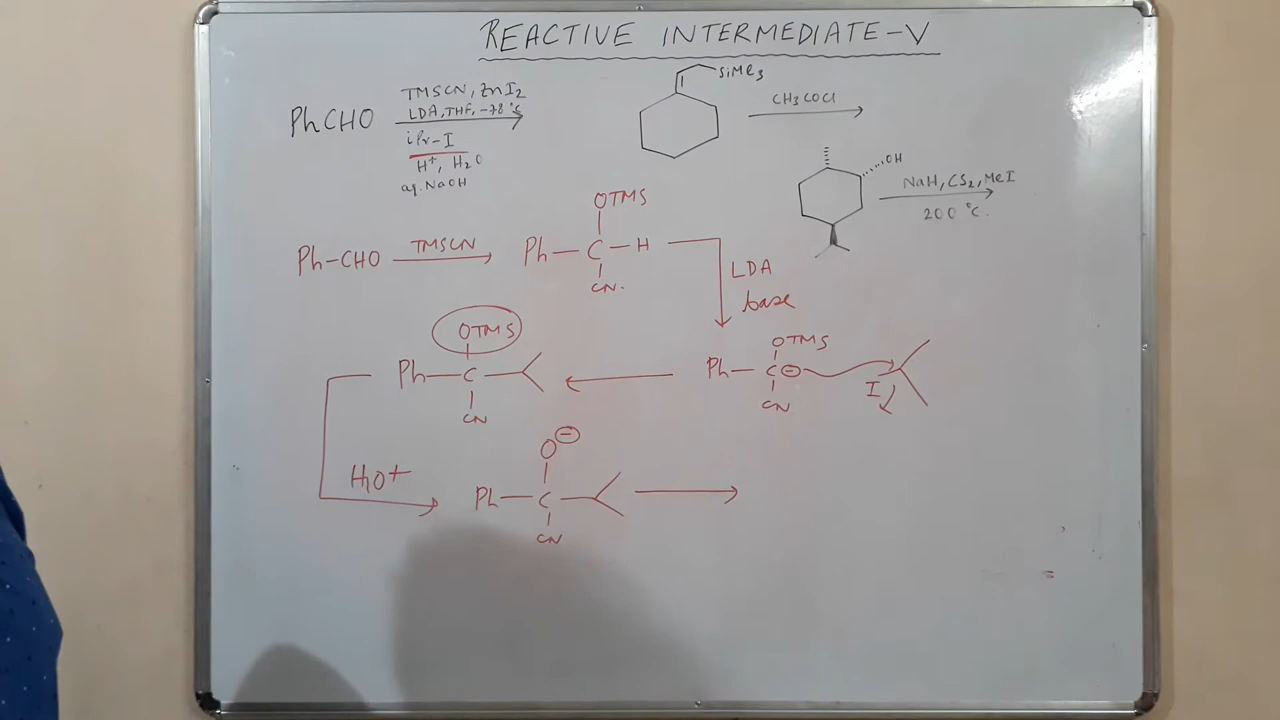 REACTIVE INTERMEDIATE-V
PhCHO
TMSCN, ZnI2
LDA, THF, -78°C
iPr-I
H+, H2O
aq. NaOH
SiMe3
CH3COCl
OH
NaH, CS2, MeI
200°C.
Ph-CHO
TMSCN
OTMS
Ph-C-H
CN.
LDA
base
OTMS
Ph-C
CN
OTMS
Ph-C⊖
CN
I
H3O+
O⊖
Ph-C
CN